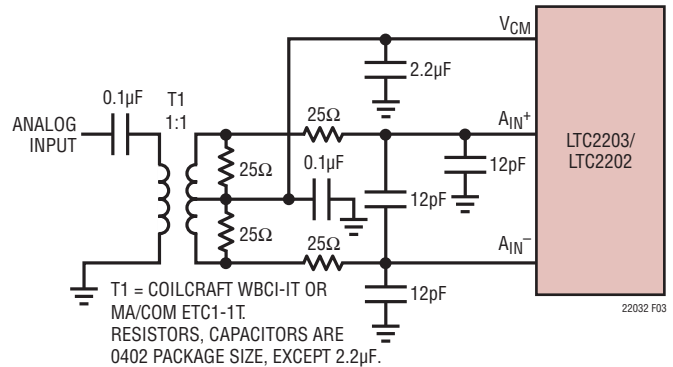 VCM
2.2µF
0.1µF
T1
1:1
ANALOG
INPUT
25Ω
AIN+
LTC2203/
LTC2202
12pF
25Ω
0.1µF
12pF
25Ω
25Ω
AIN−
12pF
T1 = COILCRAFT WBCI-IT OR
MA/COM ETC1-1T.
RESISTORS, CAPACITORS ARE
0402 PACKAGE SIZE, EXCEPT 2.2µF.
22032 F03